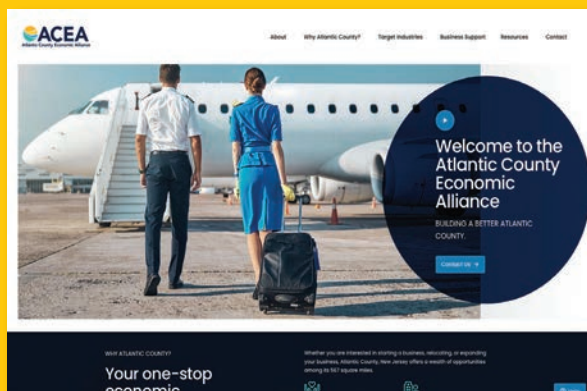 ACEA
Atlantic County Economic Alliance
About Why Atlantic County? Target Industries Business Support Resources Contact
Welcome to the
Atlantic County
Economic
Alliance
BUILDING A BETTER ATLANTIC
COUNTY.
Contact Us
WHY ATLANTIC COUNTY?
Your one-stop
economic
Whether you are interested in starting a business, relocating, or expanding
your business, Atlantic County, New Jersey offers a wealth of opportunities
among its 567 square miles.